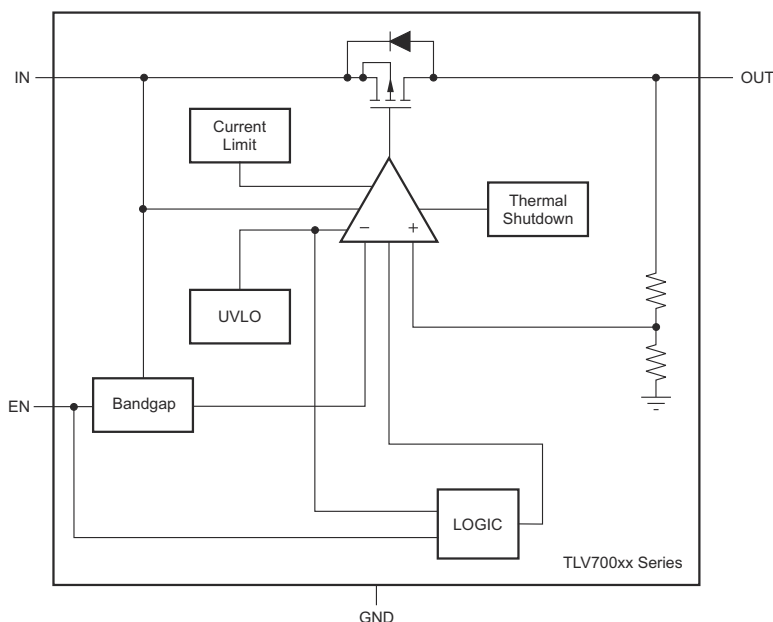 IN
OUT
Current
Limit
Thermal
Shutdown
−
+
UVLO
EN
Bandgap
LOGIC
TLV700xx Series
GND